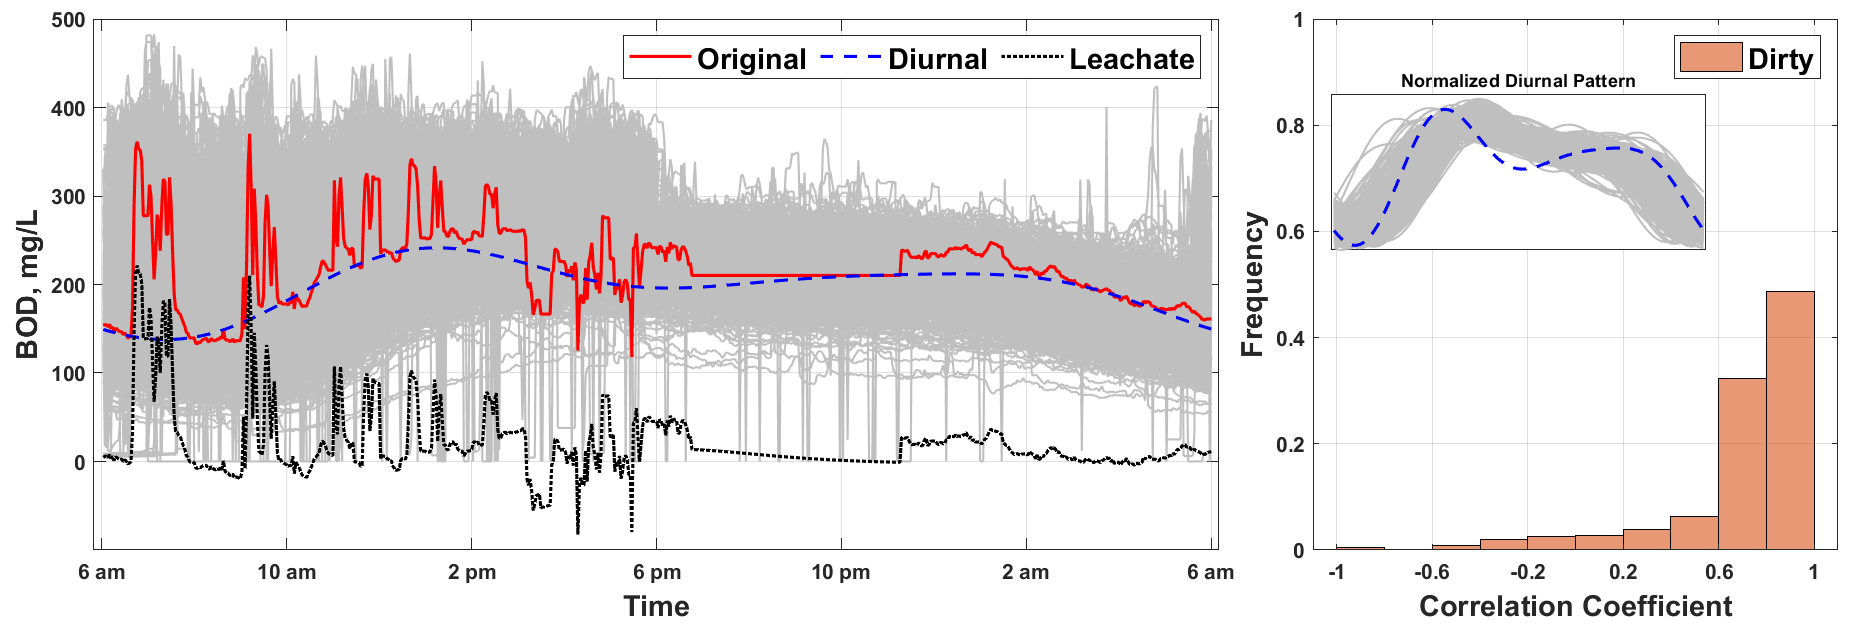 500
400
300
200
100
0
BOD, mg/L
Original Diurnal Leachate
6 am 10 am 2 pm 6 pm 10 pm 2 am 6 am
Time
1
0.8
0.6
0.4
0.2
0
Frequency
Dirty
Normalized Diurnal Pattern
-1 -0.6 -0.2 0.2 0.6 1
Correlation Coefficient